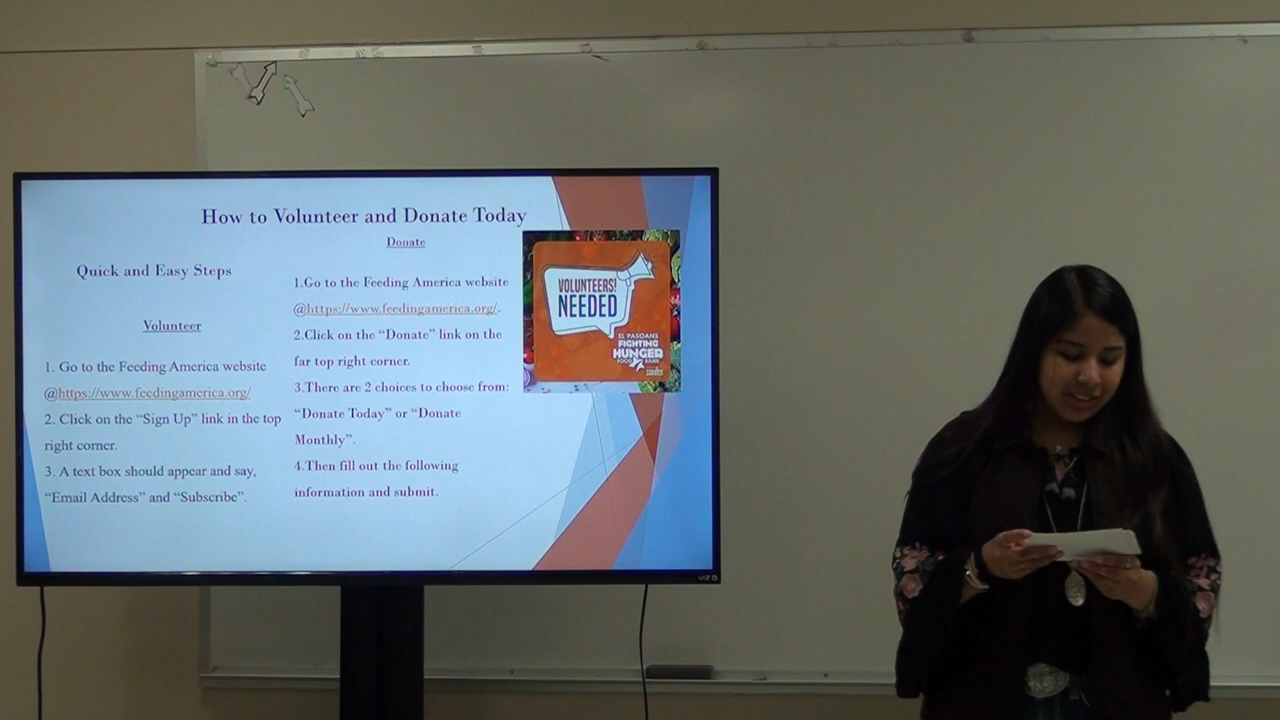 How to Volunteer and Donate Today
Quick and Easy Steps
Volunteer
1. Go to the Feeding America website
@https://www.feedingamerica.org/
2. Click on the “Sign Up” link in the top
right corner.
3. A text box should appear and say,
“Email Address” and “Subscribe”.
Donate
1.Go to the Feeding America website
@https://www.feedingamerica.org/.
2.Click on the “Donate” link on the
far top right corner.
3.There are 2 choices to choose from:
“Donate Today” or “Donate
Monthly”.
4.Then fill out the following
information and submit.
VOLUNTEERS!
NEEDED
EL PASOANS
FIGHTING
HUNGER
FOOD BANK
VIZIO